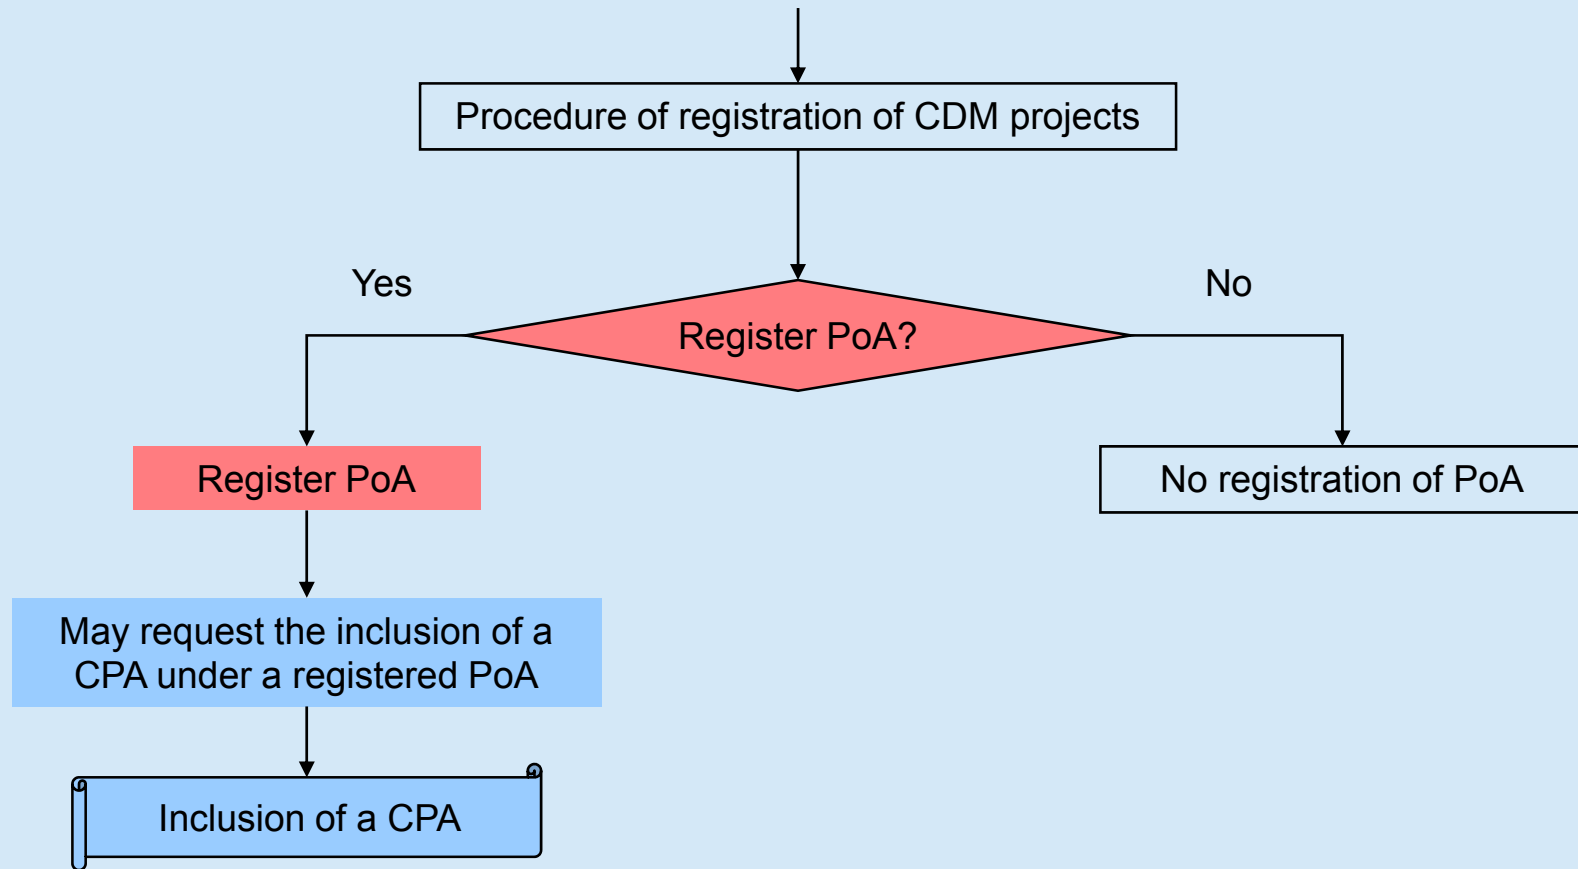 Procedure of registration of CDM projects
Yes
No
Register PoA?
Register PoA
No registration of PoA
May request the inclusion of a
CPA under a registered PoA
Inclusion of a CPA